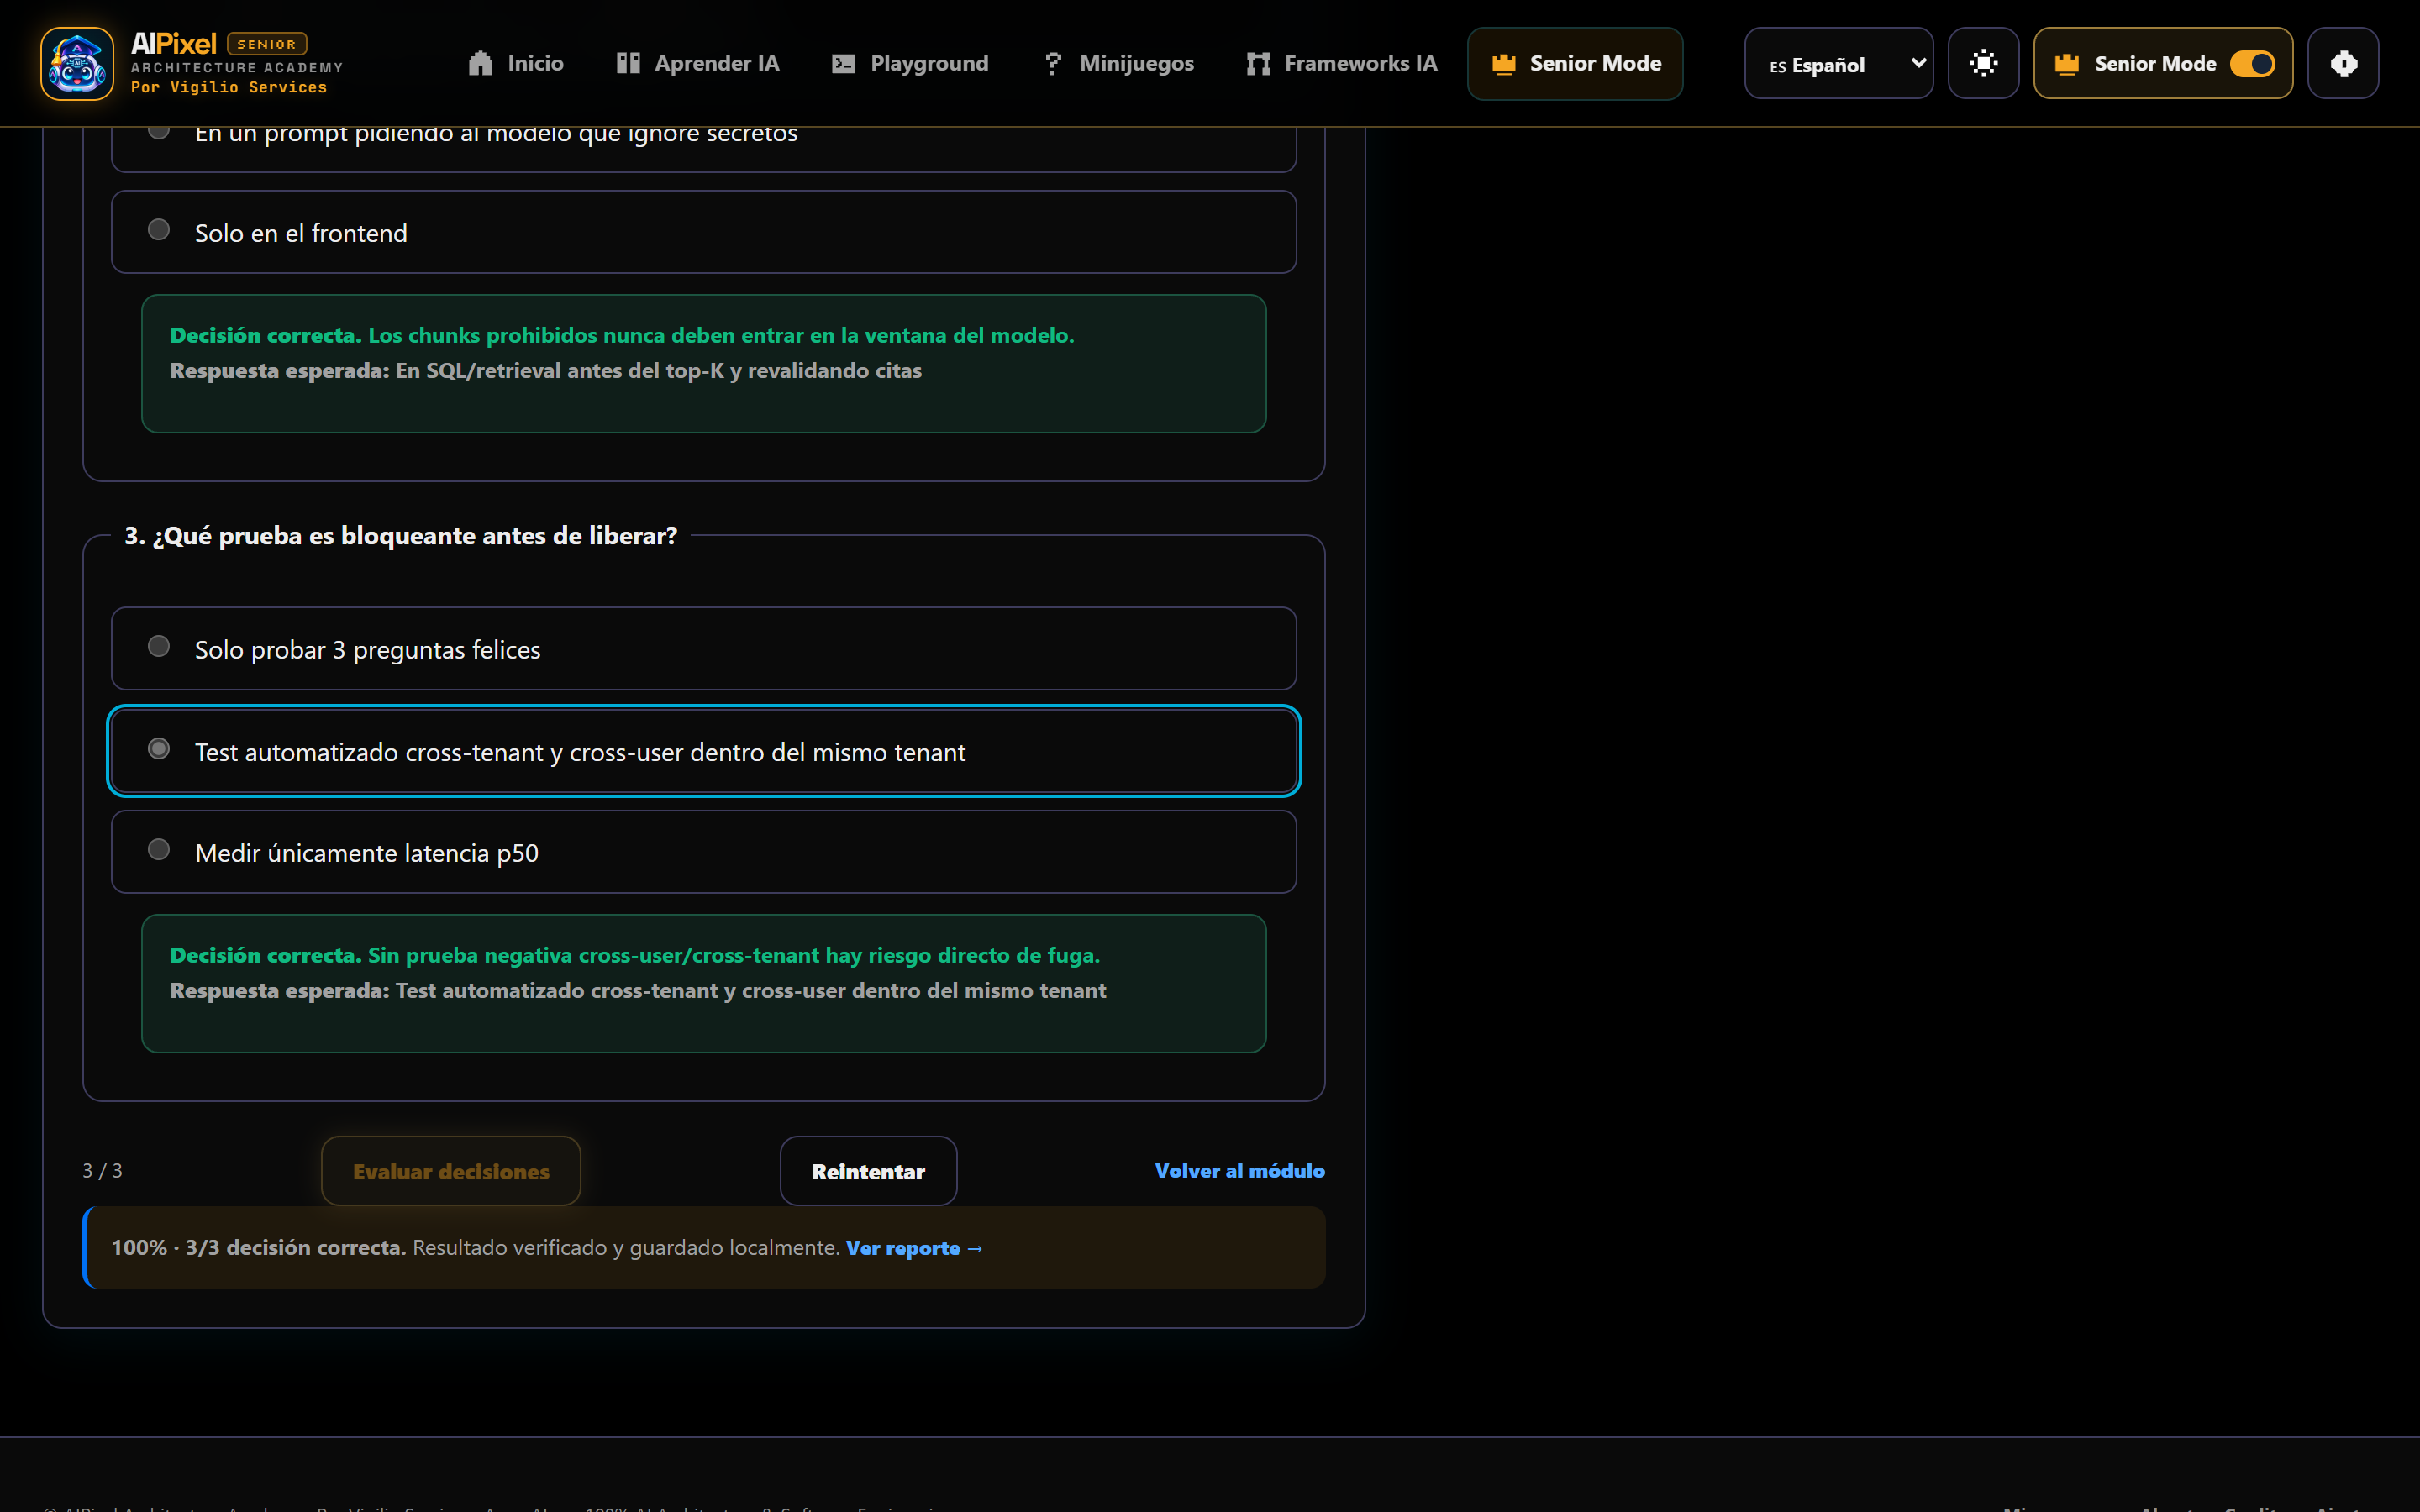 AIPixel SENIOR
ARCHITECTURE ACADEMY
Por Vigilio Services
Inicio
Aprender IA
Playground
Minijuegos
Frameworks IA
Senior Mode
ES Español
Senior Mode
En un prompt pidiendo al modelo que ignore secretos
Solo en el frontend
Decisión correcta. Los chunks prohibidos nunca deben entrar en la ventana del modelo.
Respuesta esperada: En SQL/retrieval antes del top-K y revalidando citas
3. ¿Qué prueba es bloqueante antes de liberar?
Solo probar 3 preguntas felices
Test automatizado cross-tenant y cross-user dentro del mismo tenant
Medir únicamente latencia p50
Decisión correcta. Sin prueba negativa cross-user/cross-tenant hay riesgo directo de fuga.
Respuesta esperada: Test automatizado cross-tenant y cross-user dentro del mismo tenant
3 / 3
Evaluar decisiones
Reintentar
Volver al módulo
100% · 3/3 decisión correcta. Resultado verificado y guardado localmente. Ver reporte →